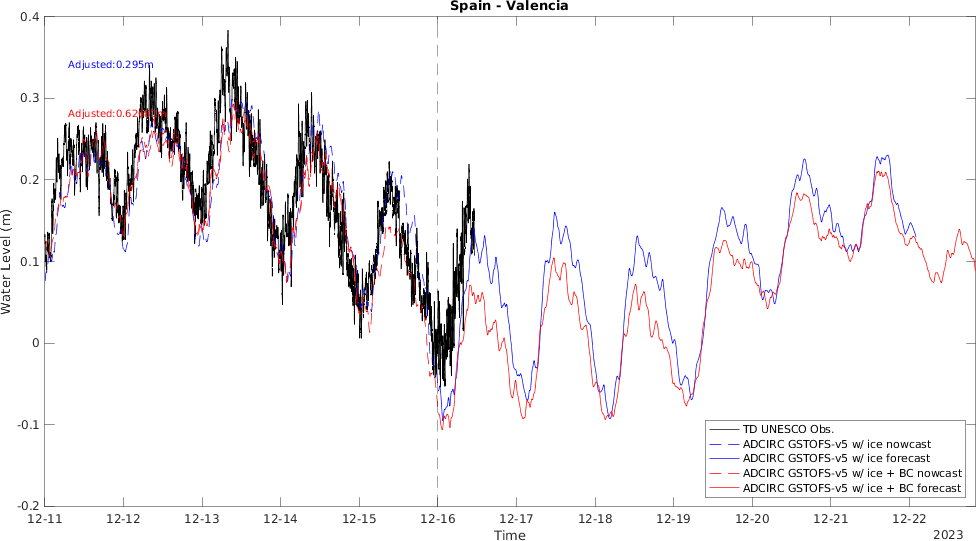 Spain - Valencia
0.4
0.3
0.2
0.1
0
-0.1
-0.2
Water Level (m)
Adjusted:0.295m
TD UNESCO Obs.
ADCIRC GSTOFS-v5 w/ ice nowcast
ADCIRC GSTOFS-v5 w/ ice forecast
ADCIRC GSTOFS-v5 w/ ice + BC nowcast
ADCIRC GSTOFS-v5 w/ ice + BC forecast
12-11 12-12 12-13 12-14 12-15 12-16 12-17 12-18 12-19 12-20 12-21 12-22
Time
2023